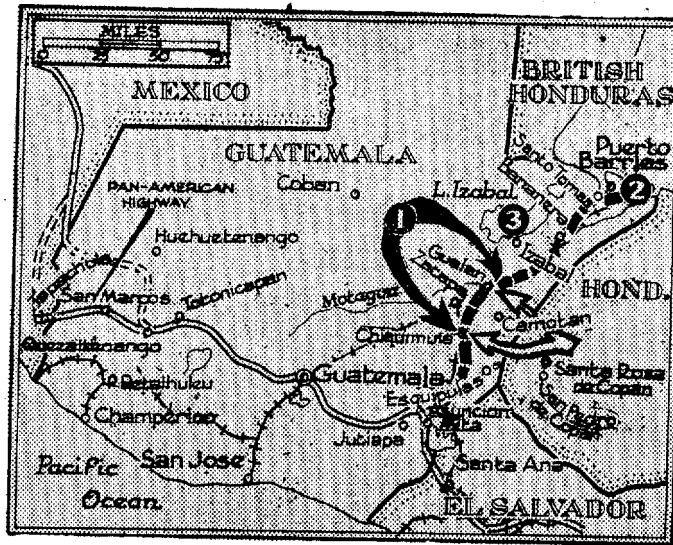 MILES
0 25 50 75
MEXICO
BRITISH
HONDURAS
GUATEMALA
Coban
PAN-AMERICAN
HIGHWAY
Huehuetenango
Tapachula
San Marcos
Totonicapan
Quezaltenango
Retalhuleu
Champerico
San Jose
Pacific
Ocean
L. Izabal
Santo Tomas
Bananera
Puerto
Barrios
2
1
3
Izabal
Gualan
Zacapa
Motagua
HOND.
Camotan
Chiquimula
Santa Rosa
de Copan
San Pedro
de Copan
Guatemala
Esquipulas
Asuncion
Mita
Jutiapa
Santa Ana
EL SALVADOR